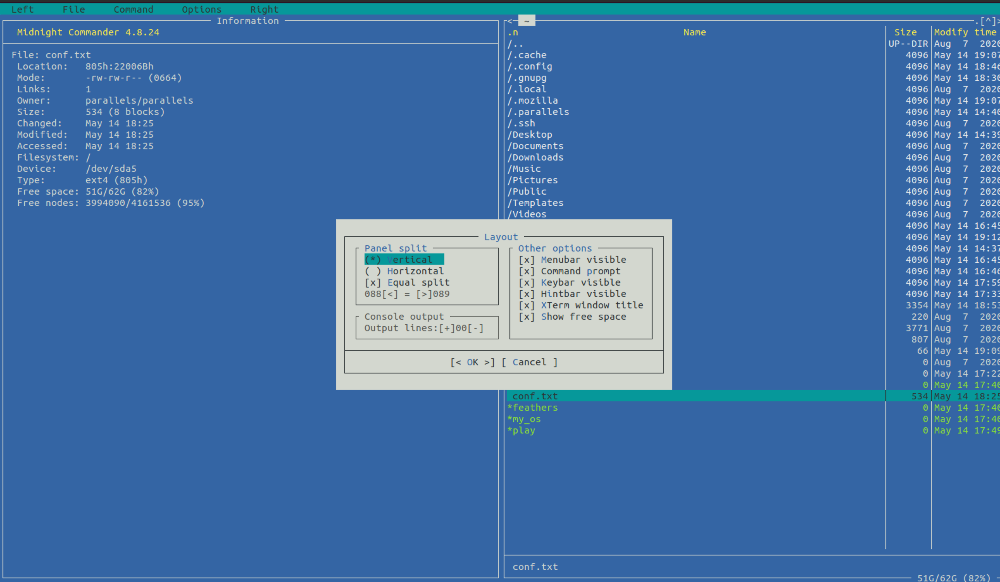 Left File Command Options Right
Information
Midnight Commander 4.8.24
File: conf.txt
Location: 805h:22006Bh
Mode: -rw-rw-r-- (0664)
Links: 1
Owner: parallels/parallels
Size: 534 (8 blocks)
Changed: May 14 18:25
Modified: May 14 18:25
Accessed: May 14 18:25
Filesystem: /
Device: /dev/sda5
Type: ext4 (805h)
Free space: 51G/62G (82%)
Free nodes: 3994090/4161536 (95%)
<- ~ .[^]>
.n Name Size Modify time
/.. UP--DIR Aug 7 2020
/.cache 4096 May 14 19:07
/.config 4096 May 14 18:46
/.gnupg 4096 May 14 18:30
/.local 4096 Aug 7 2020
/.mozilla 4096 May 14 19:07
/.parallels 4096 May 14 14:40
/.ssh 4096 Aug 7 2020
/Desktop 4096 May 14 14:39
/Documents 4096 Aug 7 2020
/Downloads 4096 Aug 7 2020
/Music 4096 Aug 7 2020
/Pictures 4096 Aug 7 2020
/Public 4096 Aug 7 2020
/Templates 4096 Aug 7 2020
/Videos 4096 Aug 7 2020
4096 May 14 16:45
4096 May 14 19:12
4096 May 14 14:37
4096 May 14 16:45
4096 May 14 16:46
4096 May 14 17:59
4096 May 14 17:33
3354 May 14 18:53
220 Aug 7 2020
3771 Aug 7 2020
807 Aug 7 2020
66 May 14 19:09
0 Aug 7 2020
0 May 14 17:22
0 May 14 17:40
conf.txt 534 May 14 18:25
*feathers 0 May 14 17:40
*my_os 0 May 14 17:40
*play 0 May 14 17:49
conf.txt
51G/62G (82%)
Layout
Panel split
(*) Vertical
( ) Horizontal
[x] Equal split
088[<] = [>]089
Console output
Output lines:[+]00[-]
Other options
[x] Menubar visible
[x] Command prompt
[x] Keybar visible
[x] Hintbar visible
[x] XTerm window title
[x] Show free space
[< OK >] [ Cancel ]